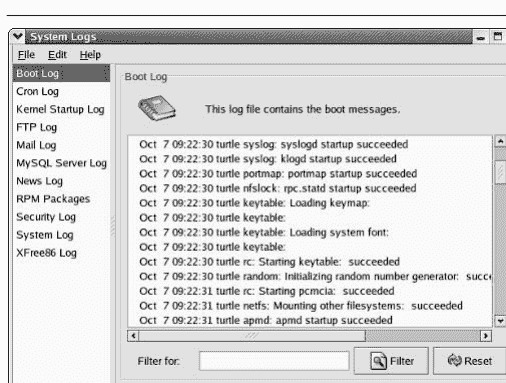 System Logs
File Edit Help
Boot Log
Cron Log
Kernel Startup Log
FTP Log
Mail Log
MySQL Server Log
News Log
RPM Packages
Security Log
System Log
XFree86 Log
Boot Log
This log file contains the boot messages.
Oct 7 09:22:30 turtle syslog: syslogd startup succeeded
Oct 7 09:22:30 turtle syslog: klogd startup succeeded
Oct 7 09:22:30 turtle portmap: portmap startup succeeded
Oct 7 09:22:30 turtle nfslock: rpc.statd startup succeeded
Oct 7 09:22:30 turtle keytable: Loading keymap:
Oct 7 09:22:30 turtle keytable:
Oct 7 09:22:30 turtle keytable: Loading system font:
Oct 7 09:22:30 turtle keytable:
Oct 7 09:22:30 turtle rc: Starting keytable: succeeded
Oct 7 09:22:30 turtle random: Initializing random number generator: succe
Oct 7 09:22:31 turtle rc: Starting pcmcia: succeeded
Oct 7 09:22:31 turtle netfs: Mounting other filesystems: succeeded
Oct 7 09:22:31 turtle apmd: apmd startup succeeded
Filter for: Filter Reset